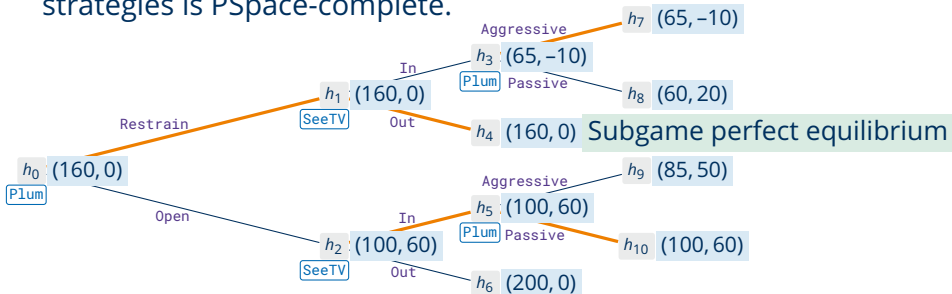 strategies is PSpace-complete.
Aggressive
h₇ (65, –10)
In
h₃ (65, –10)
Plum
Passive
h₁ (160, 0)
SeeTV
h₈ (60, 20)
Restrain
Out
h₄ (160, 0) Subgame perfect equilibrium
h₀ (160, 0)
Plum
Aggressive
h₉ (85, 50)
Open
In
h₅ (100, 60)
Plum
Passive
h₂ (100, 60)
SeeTV
h₁₀ (100, 60)
Out
h₆ (200, 0)